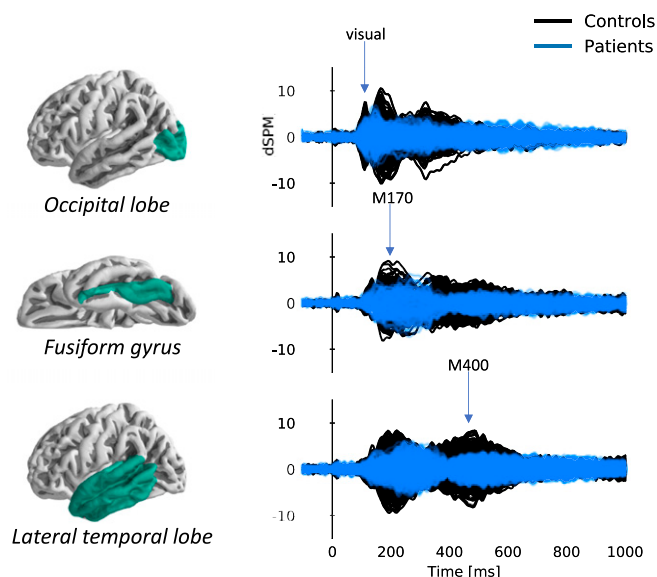 Controls
Patients
visual
10
0
-10
dSPM
Occipital lobe
M170
10
0
-10
Fusiform gyrus
M400
10
0
-10
Lateral temporal lobe
0 200 400 600 800 1000
Time [ms]